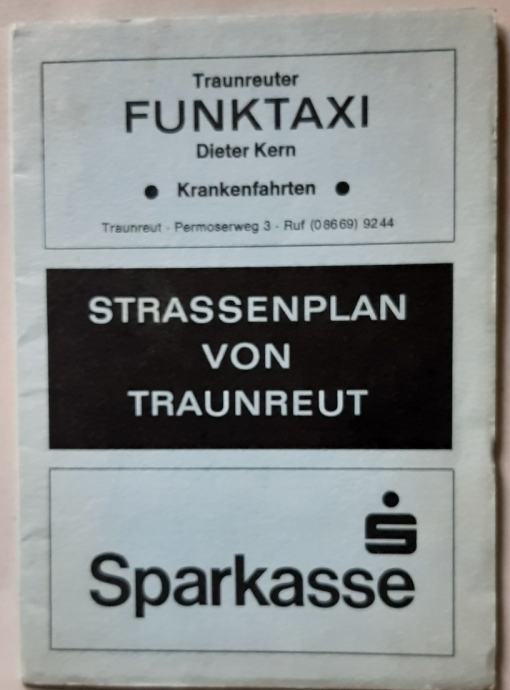 Traunreuter
FUNKTAXI
Dieter Kern
● Krankenfahrten ●
Traunreut - Permoserweg 3 - Ruf (08669) 9244
STRASSENPLAN
VON
TRAUNREUT
Sparkasse